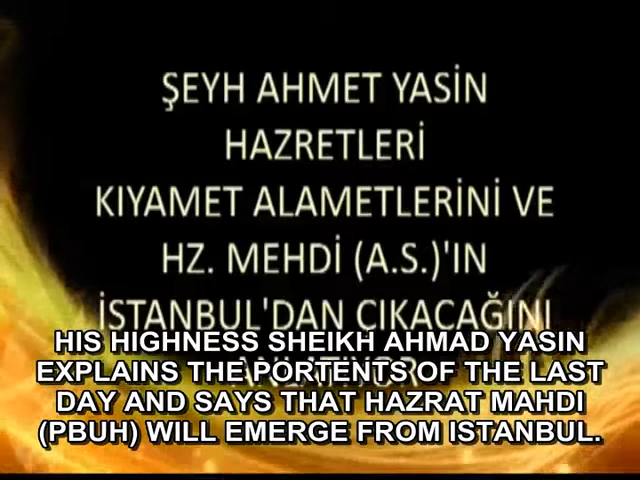 ŞEYH AHMET YASİN
HAZRETLERİ
KIYAMET ALAMETLERİNİ VE
HZ. MEHDİ (A.S.)'IN
İSTANBUL'DAN ÇIKACAĞINI
ANLATIYOR
HIS HIGHNESS SHEIKH AHMAD YASIN
EXPLAINS THE PORTENTS OF THE LAST
DAY AND SAYS THAT HAZRAT MAHDI
(PBUH) WILL EMERGE FROM ISTANBUL.